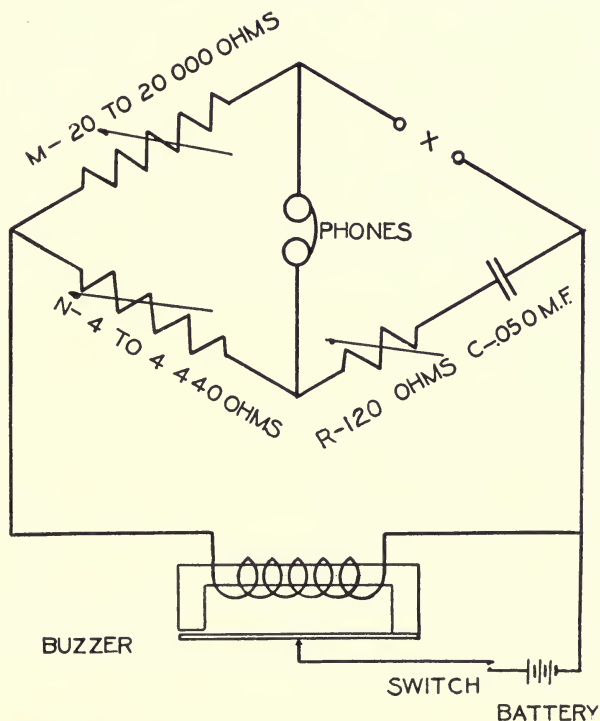 M-20 TO 20 000 OHMS
X
PHONES
N-4 TO 4 440 OHMS
R-120 OHMS C-.050 M.F.
BUZZER
SWITCH
BATTERY